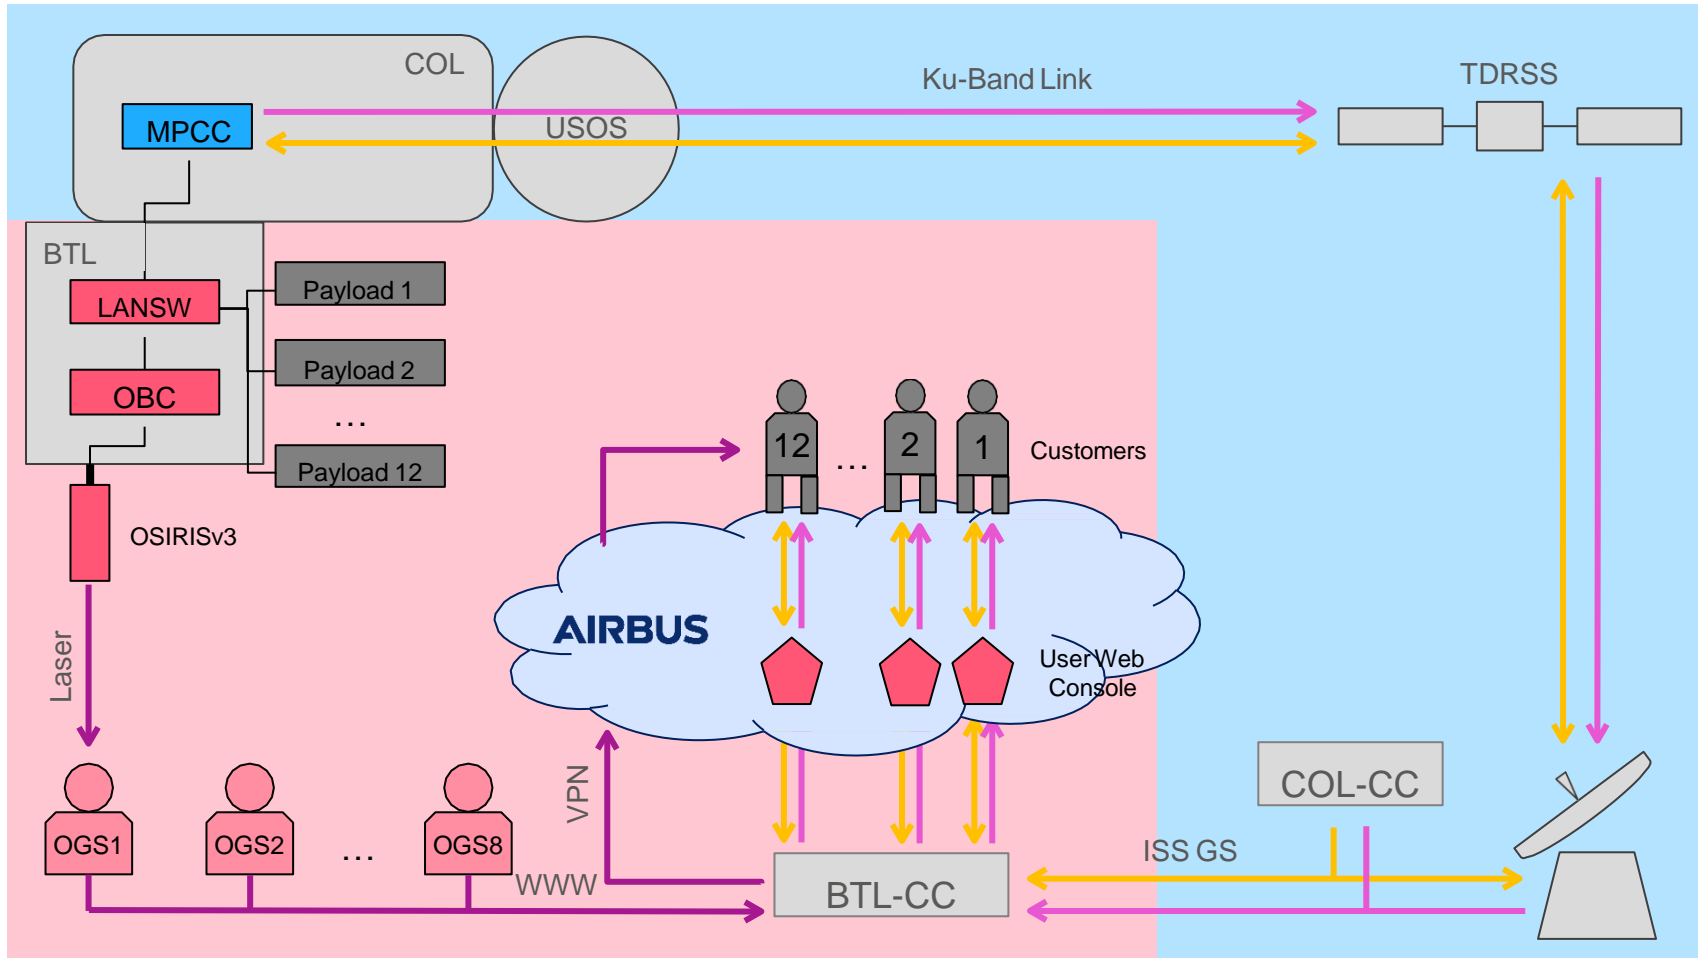 COL
Ku-Band Link
TDRSS
MPCC
USOS
BTL
LANSW
Payload 1
Payload 2
OBC
...
Payload 12
12
...
2
1
Customers
OSIRISv3
AIRBUS
Laser
User Web
Console
VPN
COL-CC
OGS1
OGS2
...
OGS8
ISS GS
WWW
BTL-CC